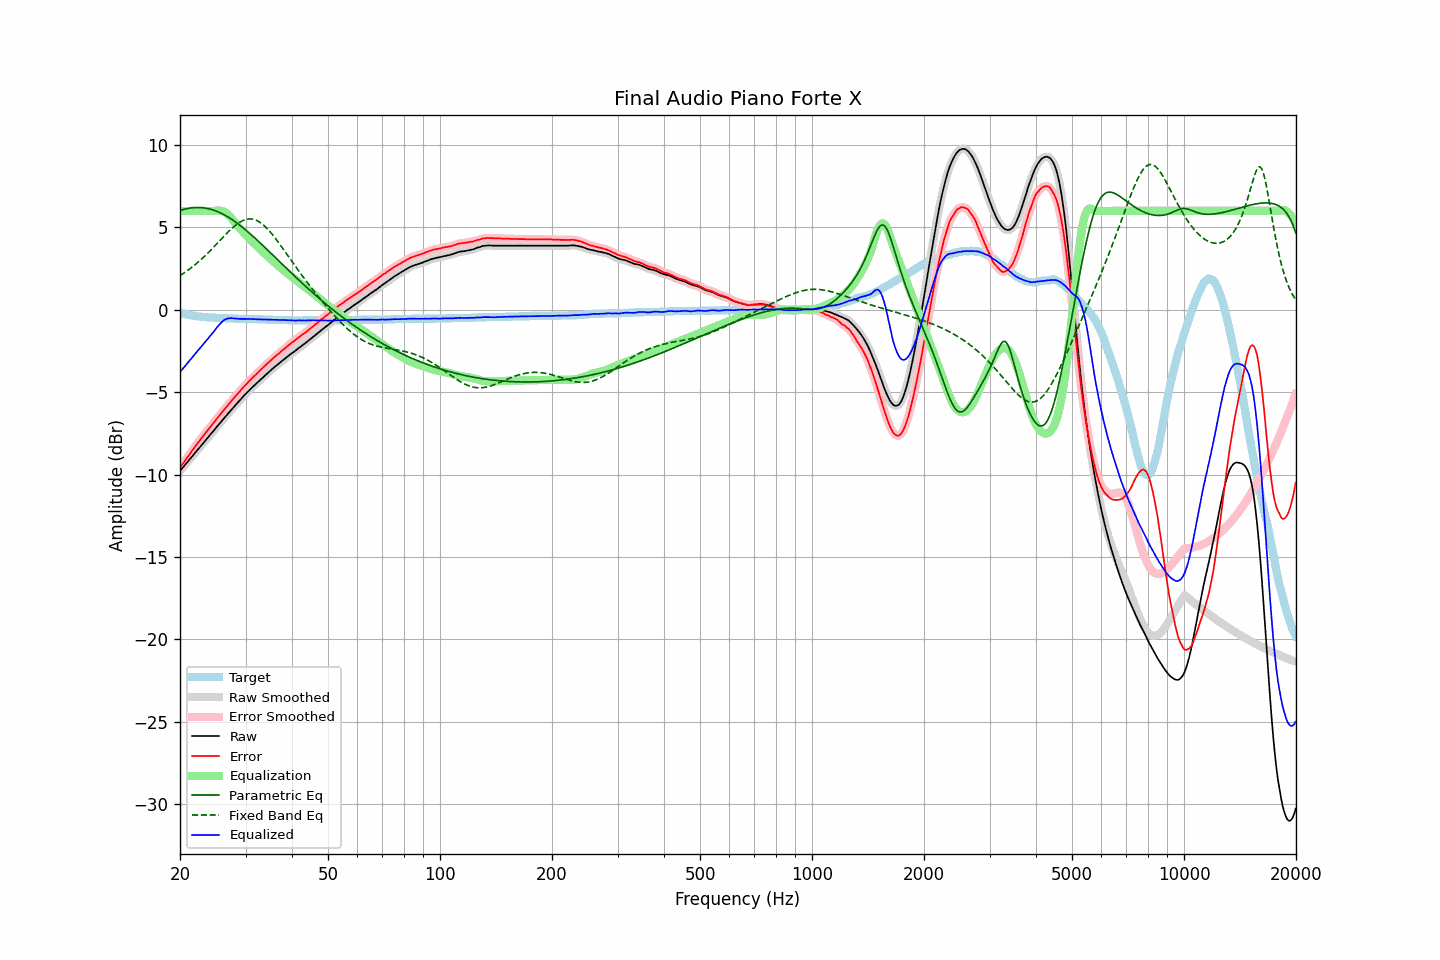 Final Audio Piano Forte X
Amplitude (dBr)
10
5
0
−5
−10
−15
−20
−25
−30
Target
Raw Smoothed
Error Smoothed
Raw
Error
Equalization
Parametric Eq
Fixed Band Eq
Equalized
20 50 100 200 500 1000 2000 5000 10000 20000
Frequency (Hz)